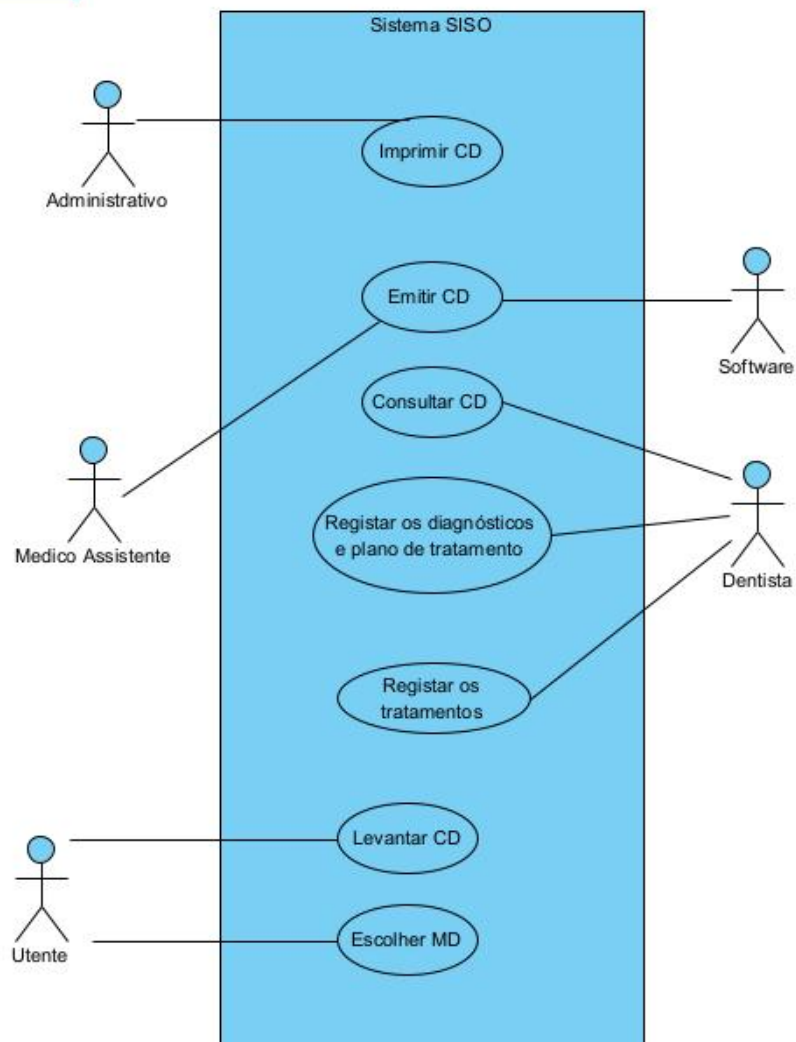 Sistema SISO
Imprimir CD
Administrativo
Emitir CD
Software
Consultar CD
Medico Assistente
Registar os diagnósticos
e plano de tratamento
Dentista
Registar os
tratamentos
Levantar CD
Utente
Escolher MD